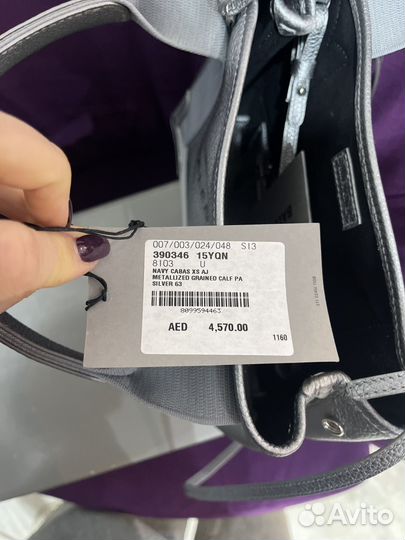 007/003/024/048 S13
390346 15YQN
8103 U
NAVY CABAS XS AJ
METALLIZED GRAINED CALF PA
SILVER 63
8099594463
AED 4,570.00
1160
Avito